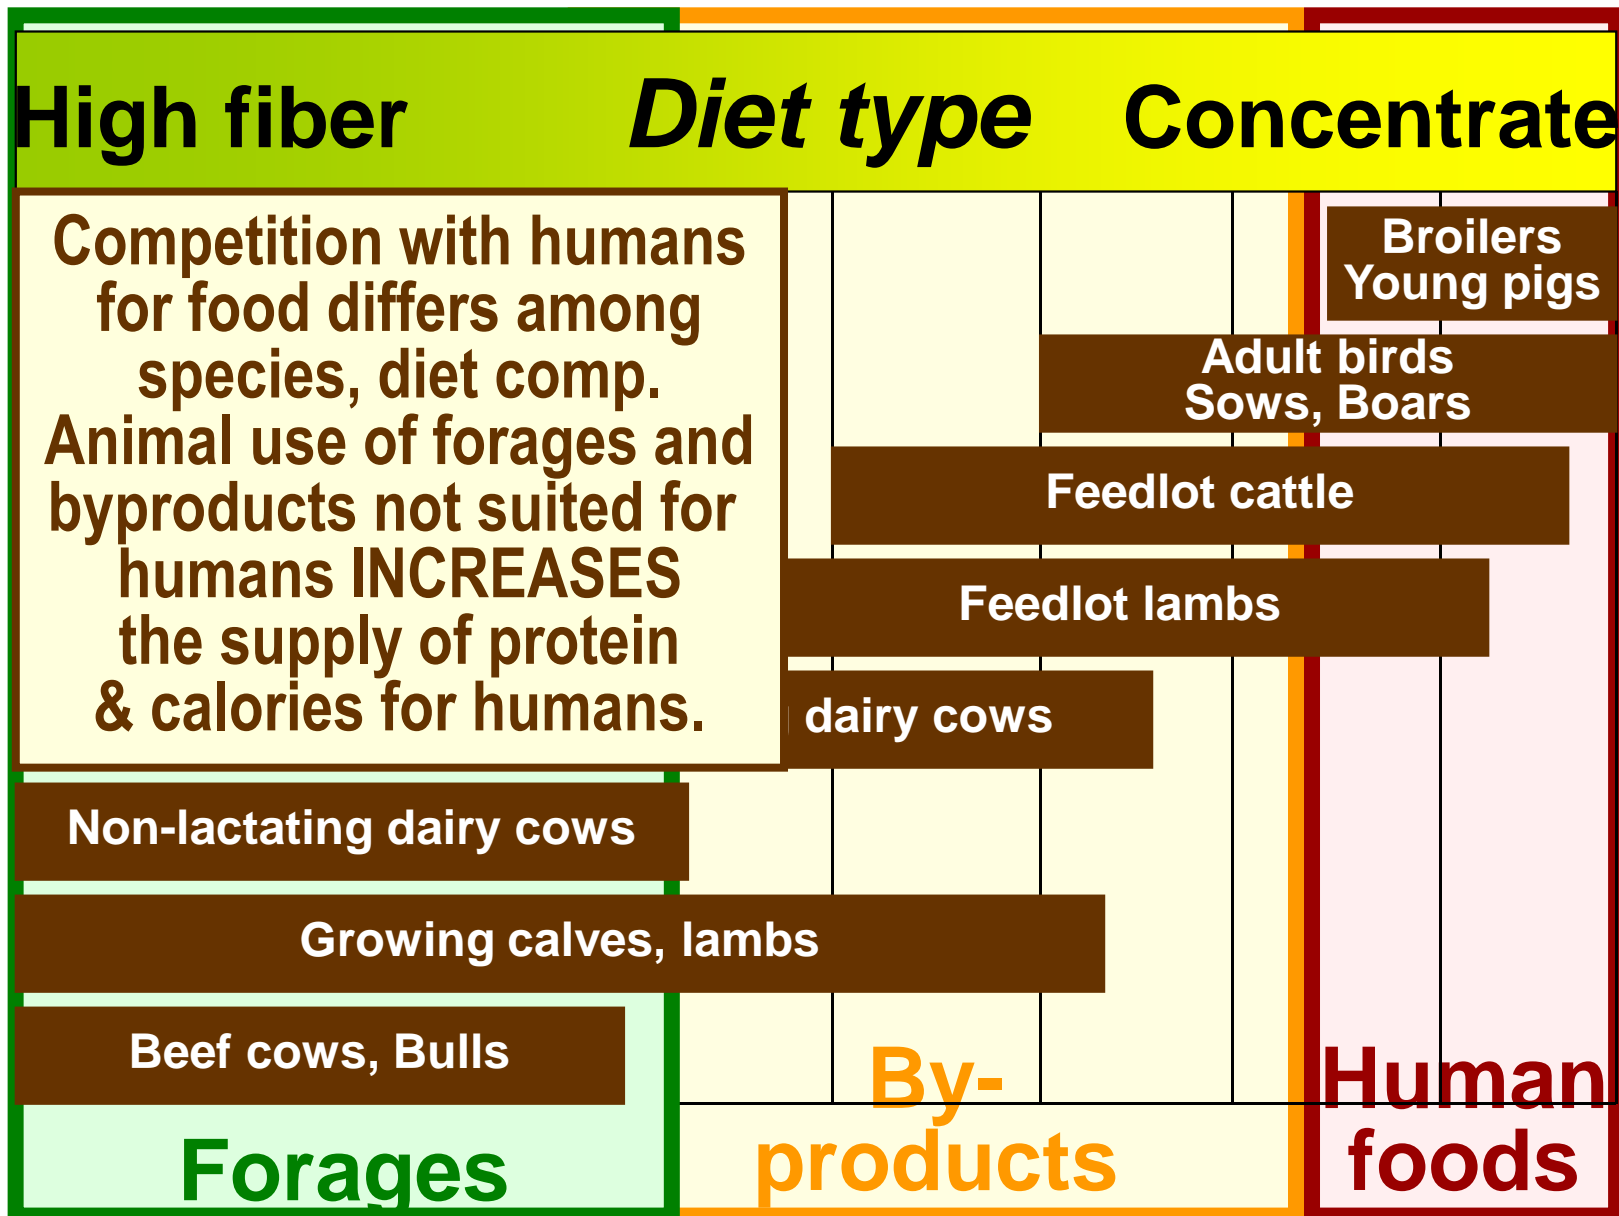 High fiber Diet type Concentrate
Competition with humans
for food differs among
species, diet comp.
Animal use of forages and
byproducts not suited for
humans INCREASES
the supply of protein
& calories for humans.
Broilers
Young pigs
Adult birds
Sows, Boars
Feedlot cattle
Feedlot lambs
dairy cows
Non-lactating dairy cows
Growing calves, lambs
Beef cows, Bulls
Forages
By-
products
Human
foods